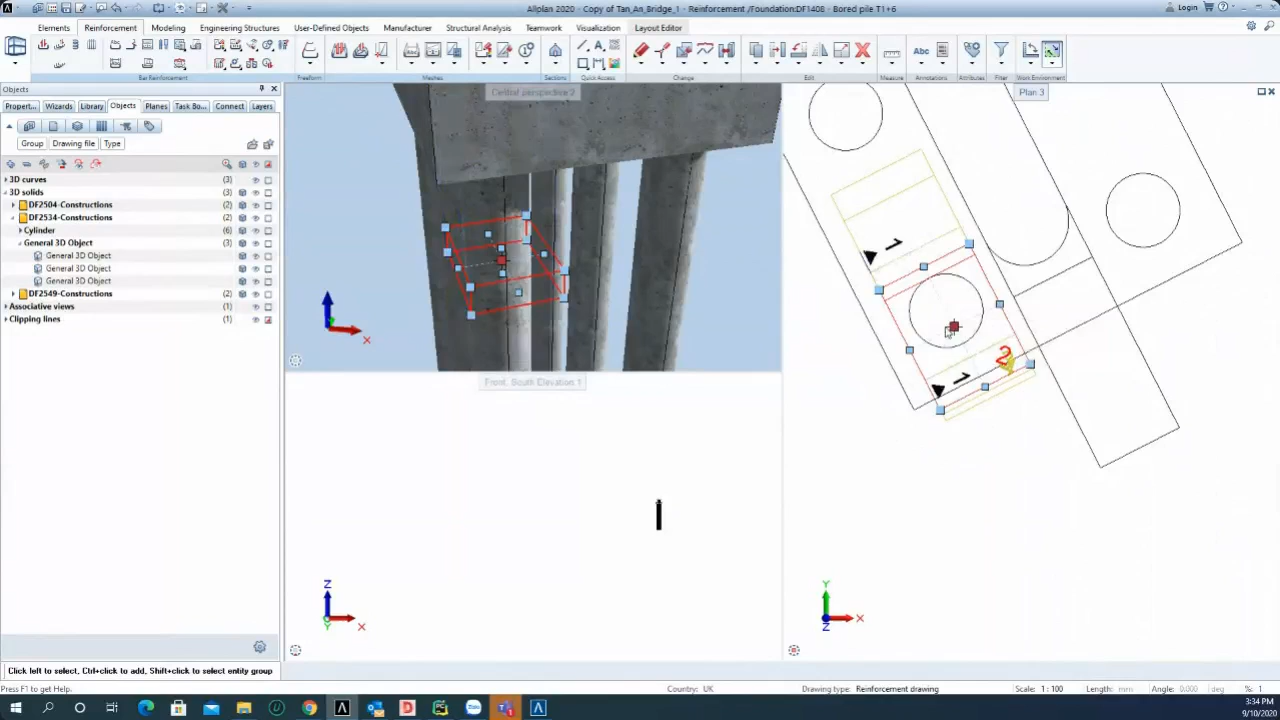 Allplan 2020 - Copy of Tan_An_Bridge_1 - Reinforcement /Foundation:DF1408 - Bored pile T1+6
Login
Elements Reinforcement Modeling Engineering Structures User-Defined Objects Manufacturer Structural Analysis Teamwork Visualization Layout Editor
Abc
Bar Reinforcement Freeform Meshes Sections Quick Access Change Edit Measure Annotations Attributes Filter Work Environment
Objects
Propert... Wizards Library Objects Planes Task Bo... Connect Layers
Group Drawing file Type
3D curves (3)
3D solids (3)
DF2504-Constructions (2)
DF2534-Constructions (2)
Cylinder (6)
General 3D Object (3)
General 3D Object
General 3D Object
General 3D Object
DF2549-Constructions (2)
Associative views (1)
Clipping lines (1)
Central perspective 2
X
Front, South Elevation 1
Z
Y
X
Plan 3
1
1
2
Y
X
Z
Click left to select, Ctrl+click to add, Shift+click to select entity group
Press F1 to get Help.
Country: UK
Drawing type: Reinforcement drawing
Scale: 1 : 100
Length: mm
Angle: 0.000 deg
% 1
3:34 PM
9/10/2020